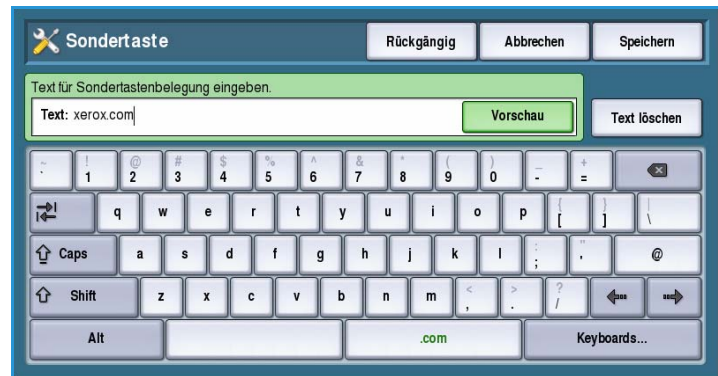 Sondertaste Rückgängig Abbrechen Speichern
Text für Sondertastenbelegung eingeben.
Text: xerox.com Vorschau Text löschen
~ ` ! 1 @ 2 # 3 $ 4 % 5 ^ 6 & 7 * 8 ( 9 ) 0 _ - + =
q w e r t y u i o p { [ } ] | \
Caps a s d f g h j k l : ; " ' @
Shift z x c v b n m < , > . ? /
Alt .com Keyboards...